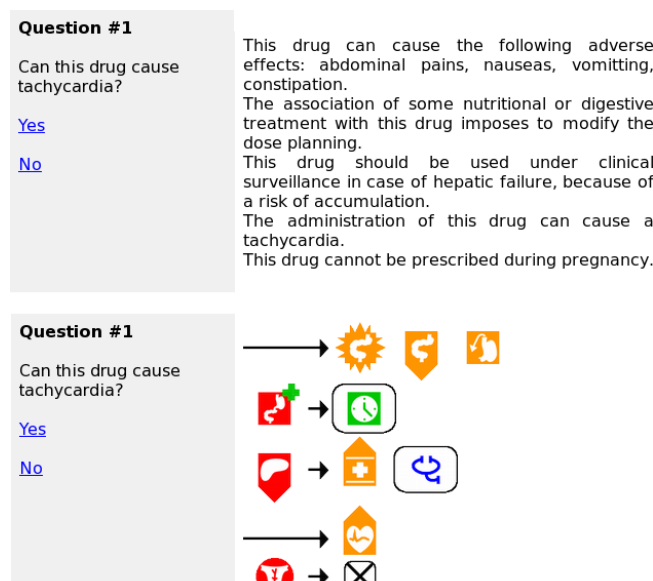 Question #1
Can this drug cause
tachycardia?
Yes
No
This drug can cause the following adverse
effects: abdominal pains, nauseas, vomitting,
constipation.
The association of some nutritional or digestive
treatment with this drug imposes to modify the
dose planning.
This drug should be used under clinical
surveillance in case of hepatic failure, because of
a risk of accumulation.
The administration of this drug can cause a
tachycardia.
This drug cannot be prescribed during pregnancy.
Question #1
Can this drug cause
tachycardia?
Yes
No